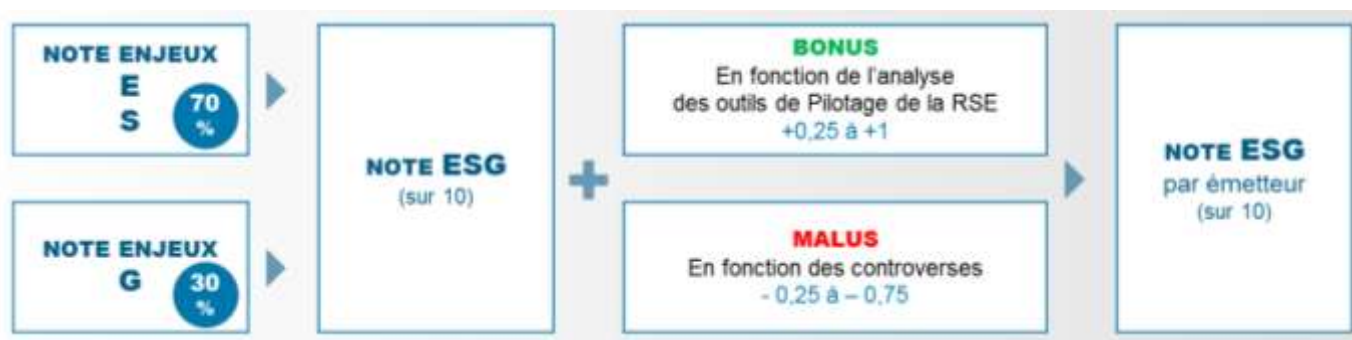 NOTE ENJEUX
E
S
70
%
NOTE ENJEUX
G
30
%
NOTE ESG
(sur 10)
BONUS
En fonction de l'analyse
des outils de Pilotage de la RSE
+0,25 à +1
MALUS
En fonction des controverses
- 0,25 à – 0,75
NOTE ESG
par émetteur
(sur 10)